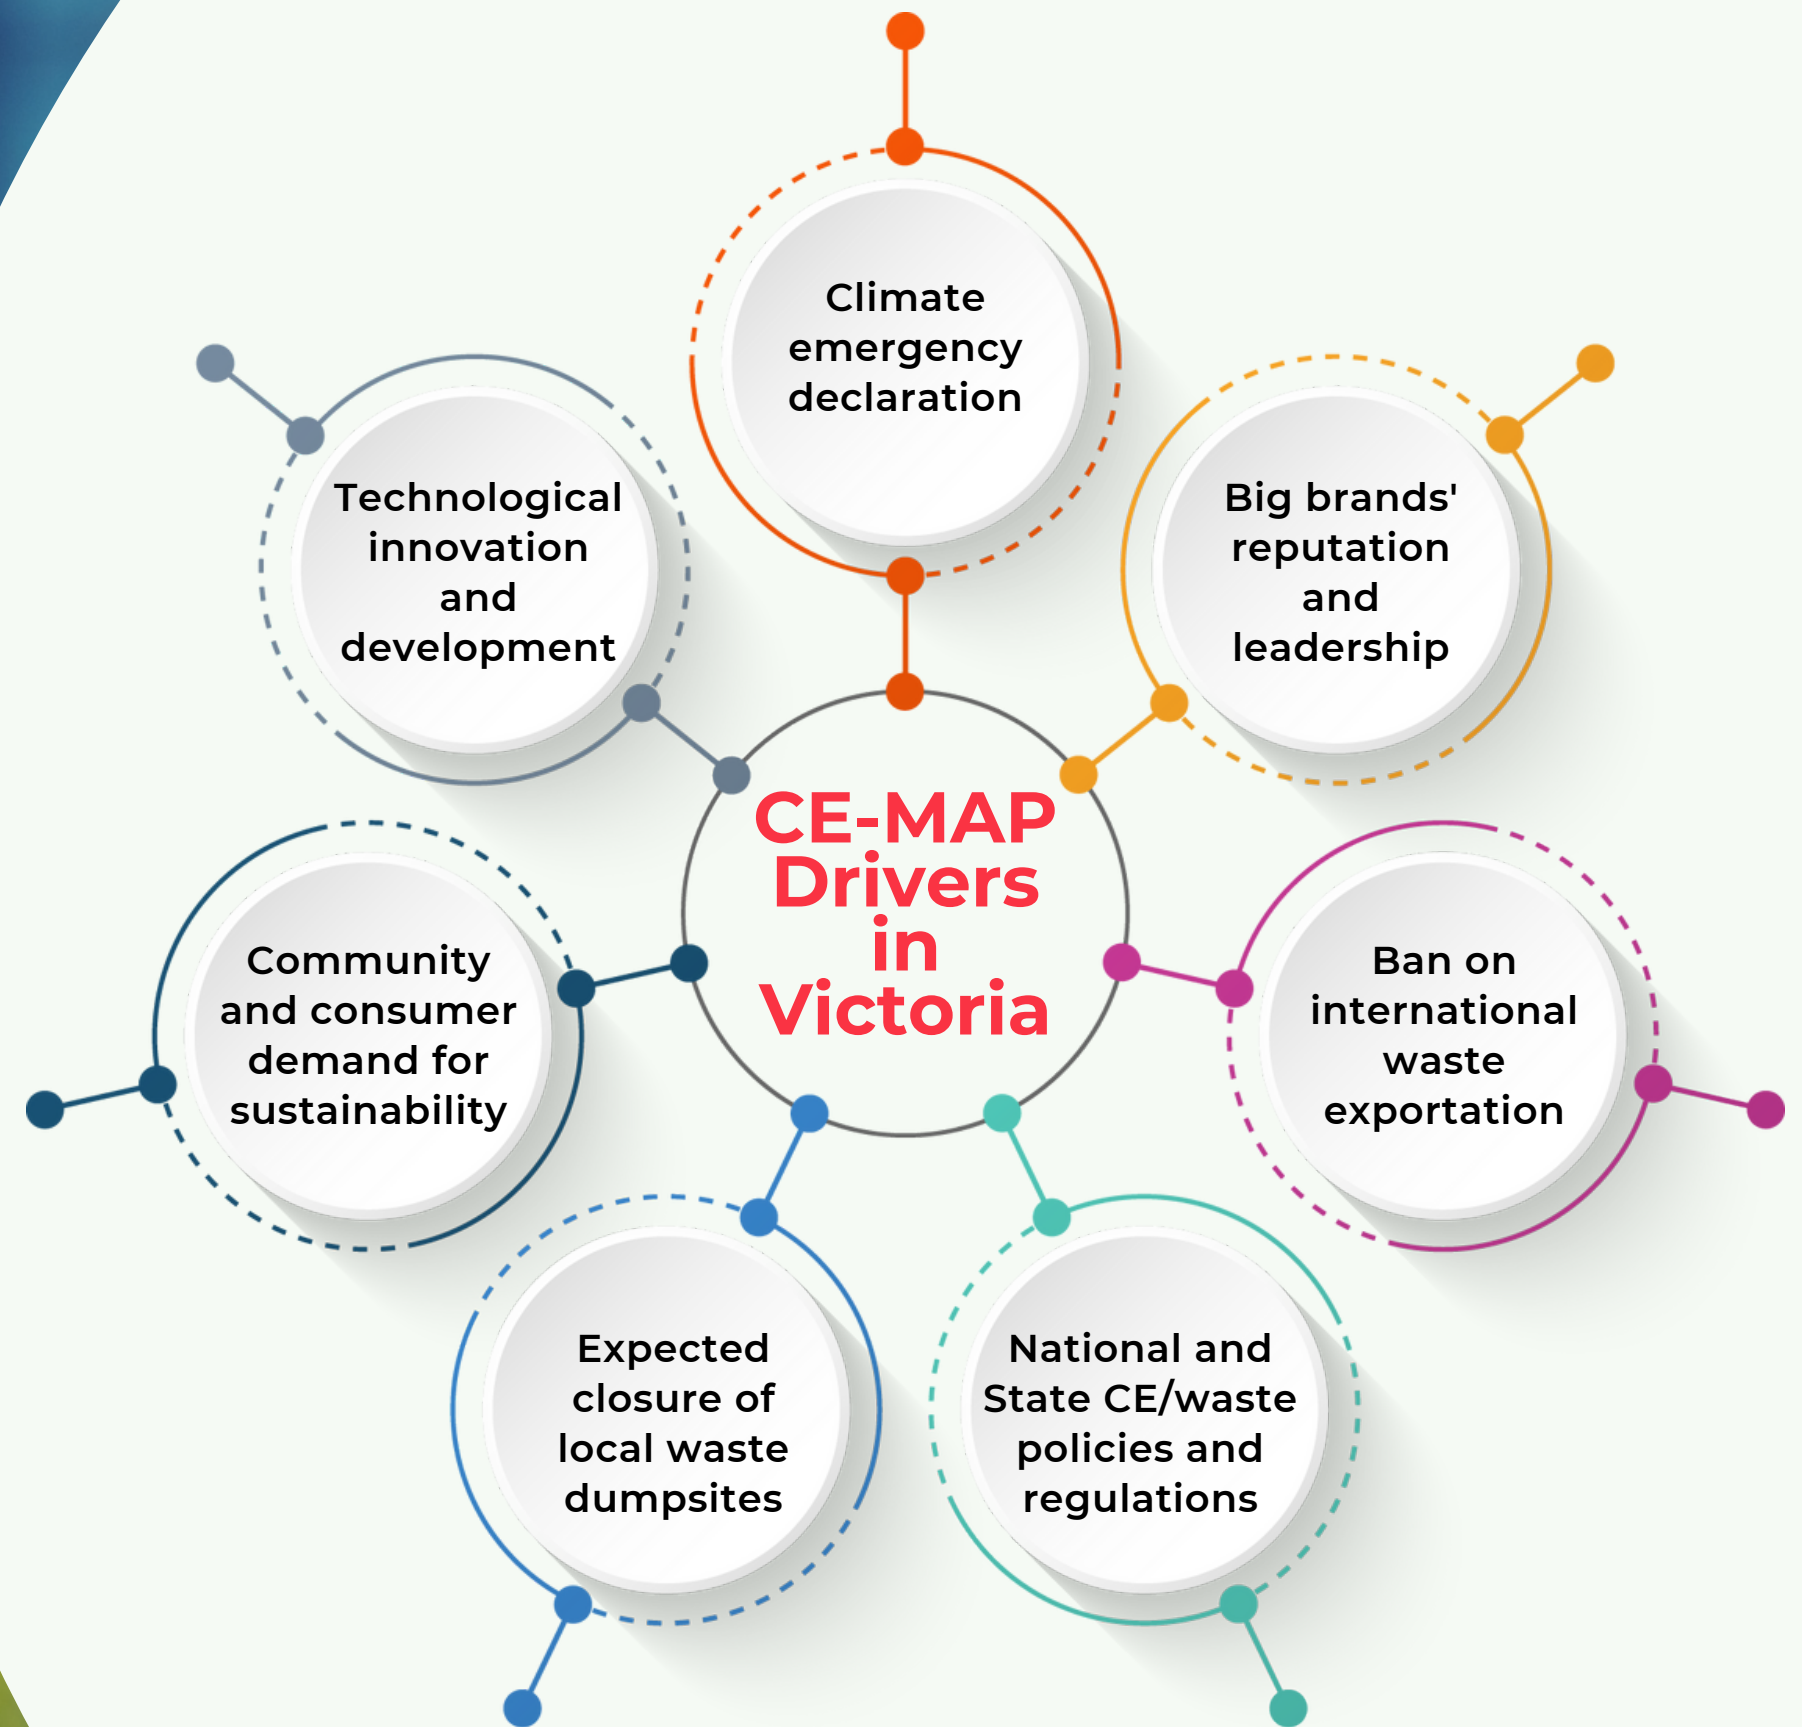 Climate
emergency
declaration
Big brands'
reputation
and
leadership
Technological
innovation
and
development
CE-MAP
Drivers
in
Victoria
Ban on
international
waste
exportation
Community
and consumer
demand for
sustainability
Expected
closure of
local waste
dumpsites
National and
State CE/waste
policies and
regulations